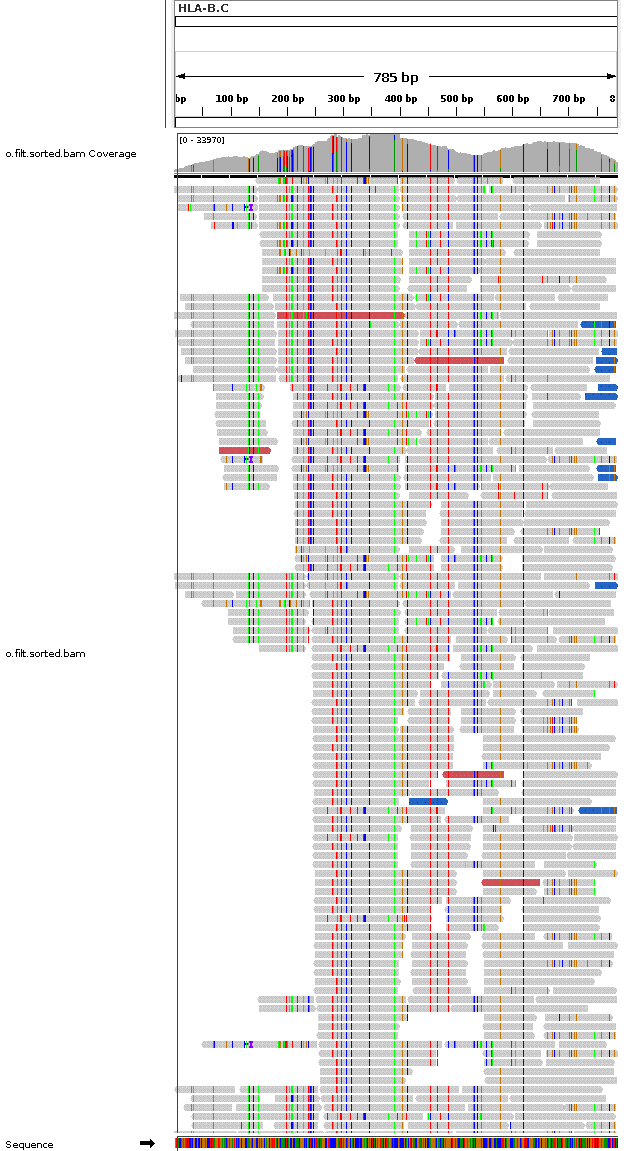 HLA-B.C
785 bp
bp 100 bp 200 bp 300 bp 400 bp 500 bp 600 bp 700 bp 8
[0 - 33970]
o.filt.sorted.bam Coverage
o.filt.sorted.bam
Sequence